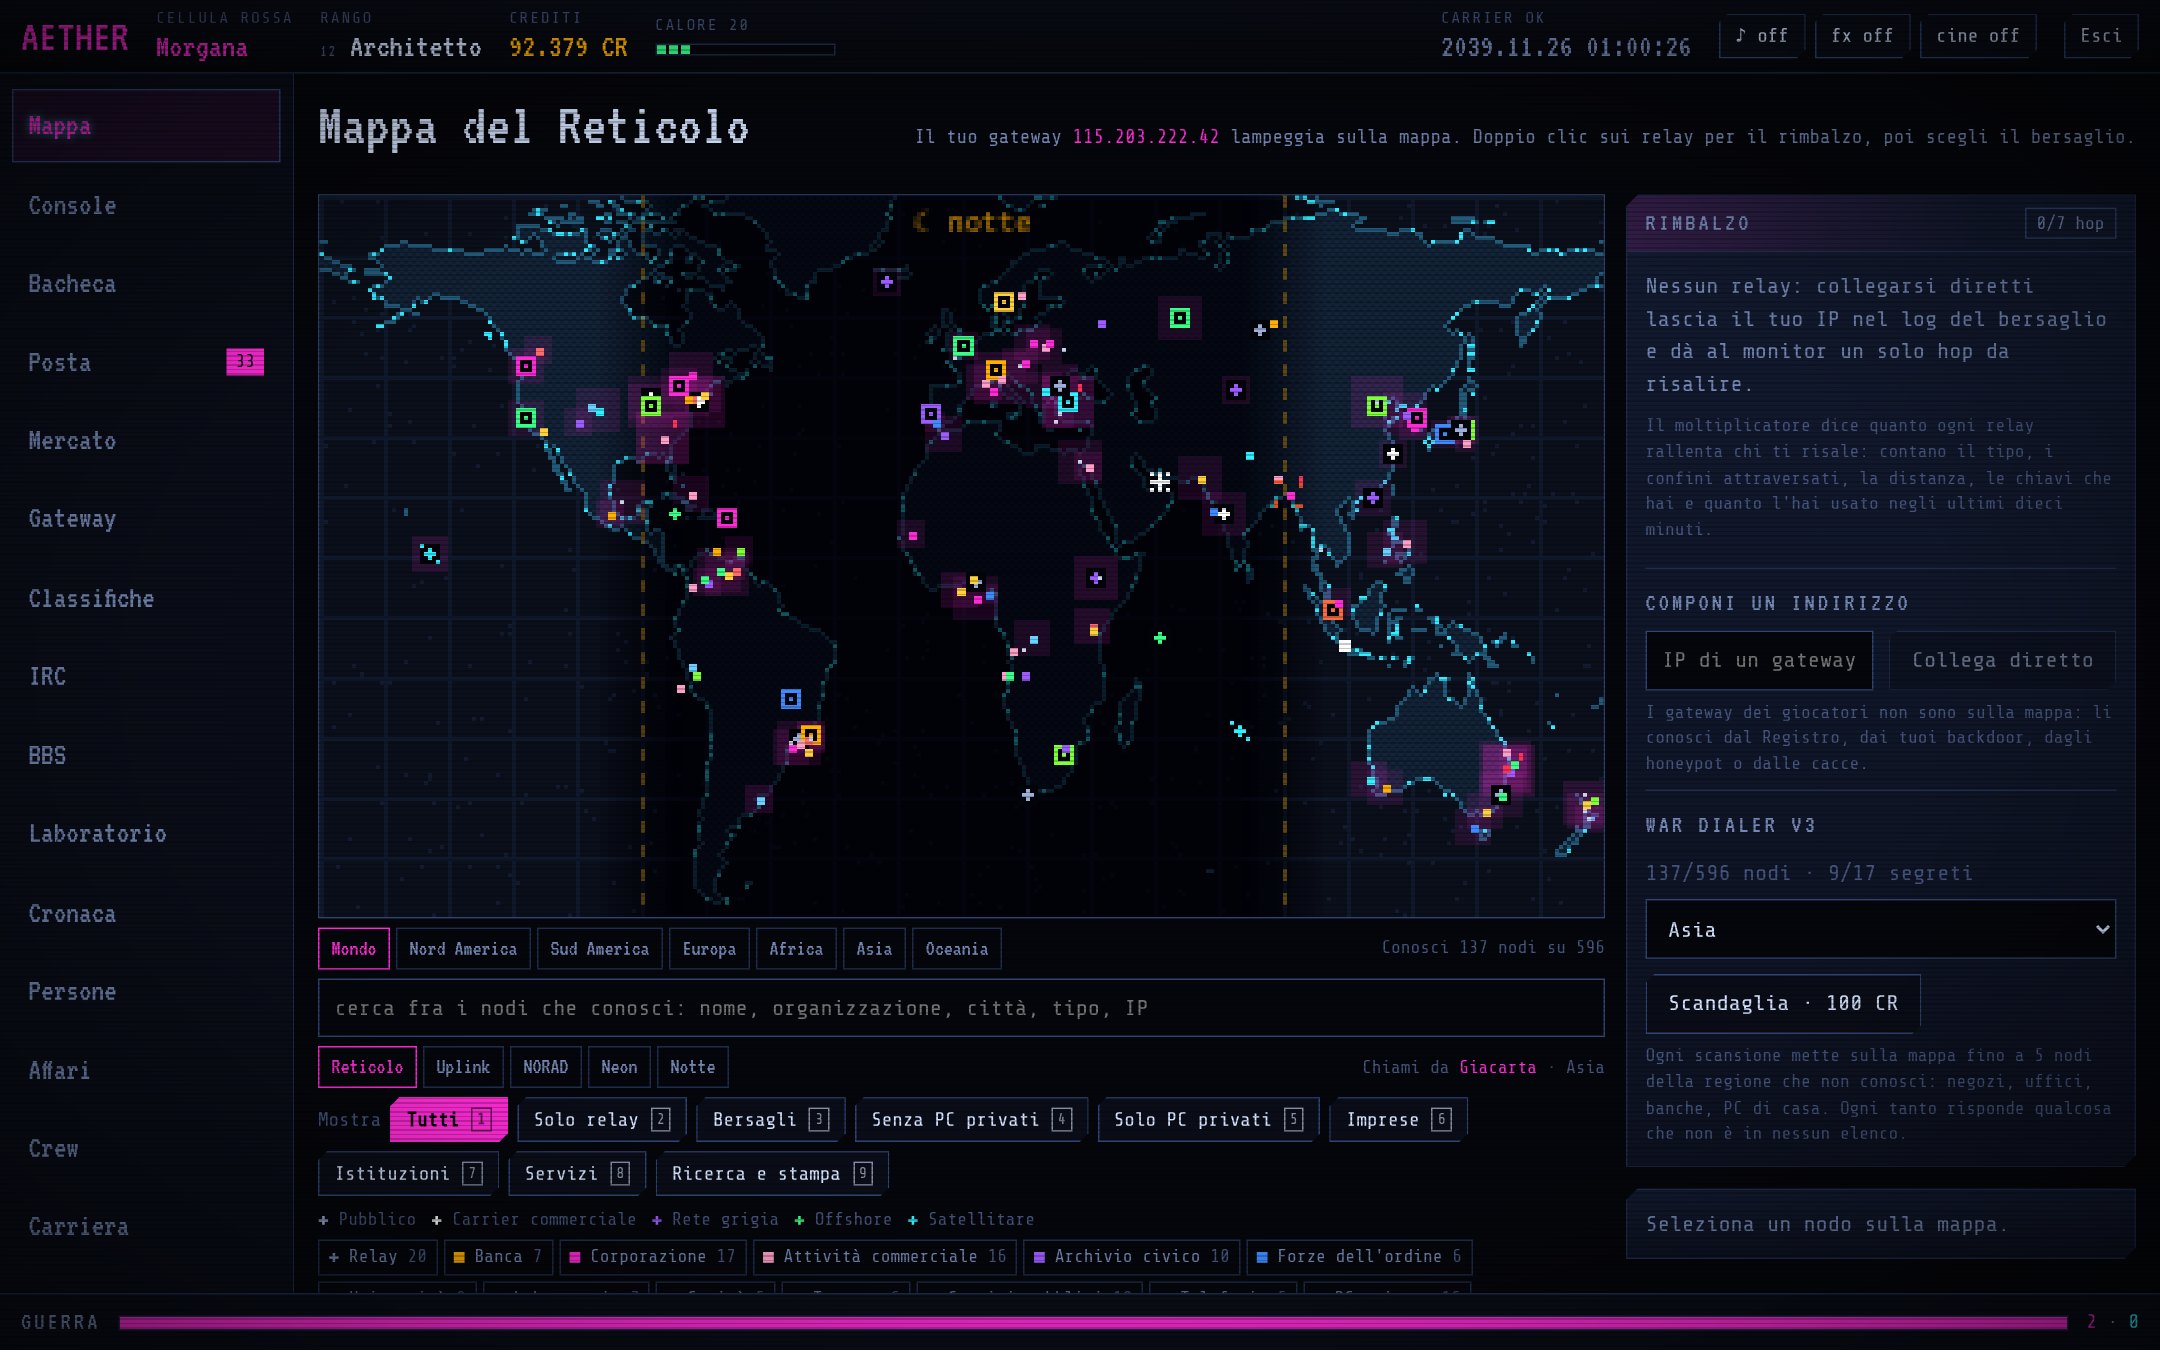 AETHER
CELLULA ROSSA
Morgana
RANGO
12 Architetto
CREDITI
92.379 CR
CALORE 20
CARRIER OK
2039.11.26 01:00:26
♪ off
fx off
cine off
Esci
Mappa
Console
Bacheca
Posta 33
Mercato
Gateway
Classifiche
IRC
BBS
Laboratorio
Cronaca
Persone
Affari
Crew
Carriera
Mappa del Reticolo
Il tuo gateway 115.203.222.42 lampeggia sulla mappa. Doppio clic sui relay per il rimbalzo, poi scegli il bersaglio.
☾ notte
Mondo
Nord America
Sud America
Europa
Africa
Asia
Oceania
Conosci 137 nodi su 596
cerca fra i nodi che conosci: nome, organizzazione, città, tipo, IP
Reticolo
Uplink
NORAD
Neon
Notte
Chiami da Giacarta · Asia
Mostra
Tutti 1
Solo relay 2
Bersagli 3
Senza PC privati 4
Solo PC privati 5
Imprese 6
Istituzioni 7
Servizi 8
Ricerca e stampa 9
Pubblico
Carrier commerciale
Rete grigia
Offshore
Satellitare
Relay 20
Banca 7
Corporazione 17
Attività commerciale 16
Archivio civico 10
Forze dell'ordine 6
RIMBALZO
0/7 hop
Nessun relay: collegarsi diretti
lascia il tuo IP nel log del bersaglio
e dà al monitor un solo hop da
risalire.
Il moltiplicatore dice quanto ogni relay
rallenta chi ti risale: contano il tipo, i
confini attraversati, la distanza, le chiavi che
hai e quanto l'hai usato negli ultimi dieci
minuti.
COMPONI UN INDIRIZZO
IP di un gateway
Collega diretto
I gateway dei giocatori non sono sulla mappa: li
conosci dal Registro, dai tuoi backdoor, dagli
honeypot o dalle cacce.
WAR DIALER V3
137/596 nodi · 9/17 segreti
Asia
Scandaglia · 100 CR
Ogni scansione mette sulla mappa fino a 5 nodi
della regione che non conosci: negozi, uffici,
banche, PC di casa. Ogni tanto risponde qualcosa
che non è in nessun elenco.
Seleziona un nodo sulla mappa.
GUERRA
2 · 0